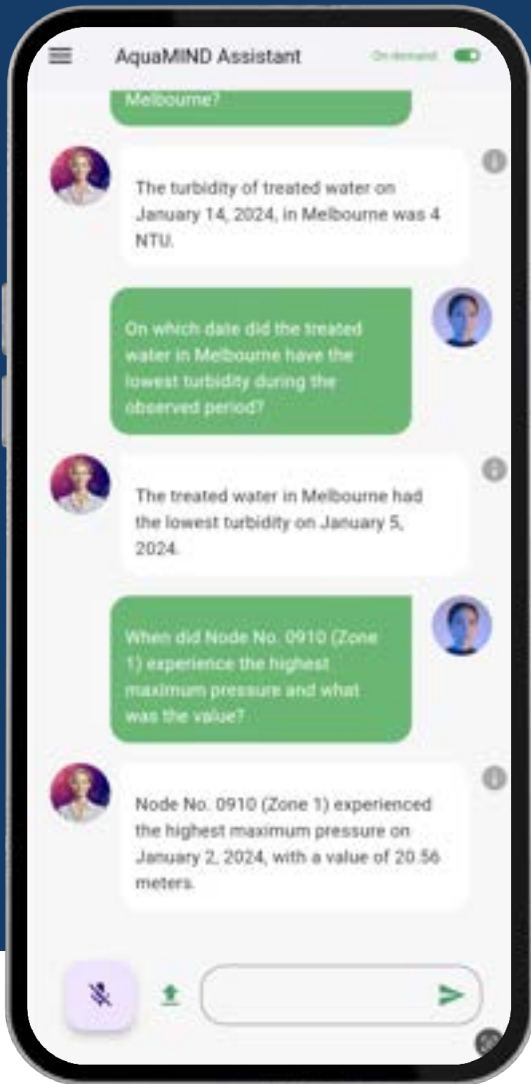 AquaMIND Assistant
On-demand
Melbourne?
The turbidity of treated water on
January 14, 2024, in Melbourne was 4
NTU.
On which date did the treated
water in Melbourne have the
lowest turbidity during the
observed period?
The treated water in Melbourne had
the lowest turbidity on January 5,
2024.
When did Node No. 0910 (Zone
1) experience the highest
maximum pressure and what
was the value?
Node No. 0910 (Zone 1) experienced
the highest maximum pressure on
January 2, 2024, with a value of 20.56
meters.